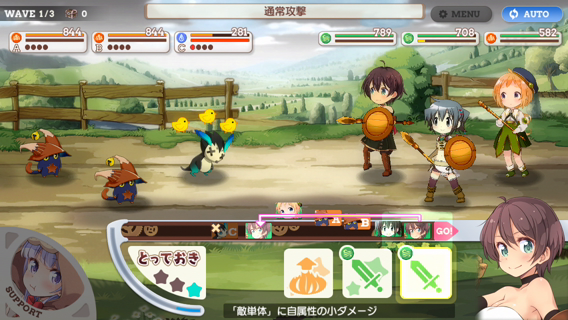 WAVE 1/3 0
通常攻撃
MENU
AUTO
844
A
844
B
281
C
789
708
582
C
A
B
GO!
とっておき
SUPPORT
「敵単体」に自属性の小ダメージ